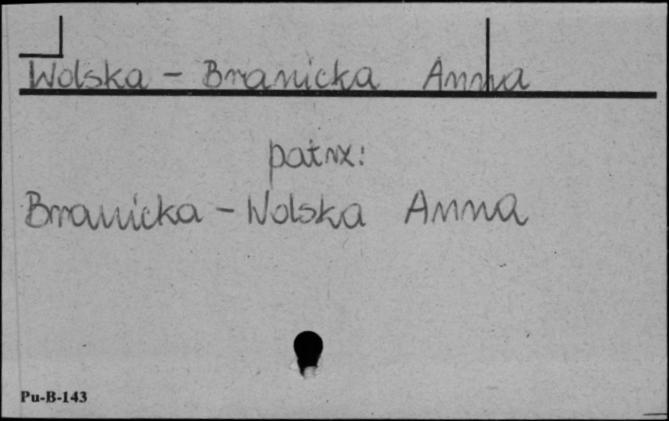 Wolska - Branicka Anna
patrz:
Branicka - Wolska Anna
Pu-B-143